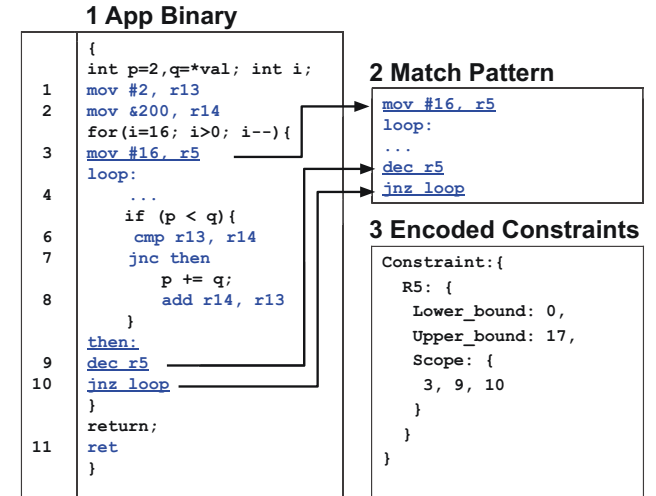 1 App Binary
{
int p=2,q=*val; int i;
1 mov #2, r13
2 mov &200, r14
for(i=16; i>0; i--){
3 mov #16, r5
loop:
4 ...
if (p < q){
6 cmp r13, r14
7 jnc then
p += q;
8 add r14, r13
}
then:
9 dec r5
10 jnz loop
}
return;
11 ret
}
2 Match Pattern
mov #16, r5
loop:
...
dec r5
jnz loop
3 Encoded Constraints
Constraint:{
R5: {
Lower_bound: 0,
Upper_bound: 17,
Scope: {
3, 9, 10
}
}
}